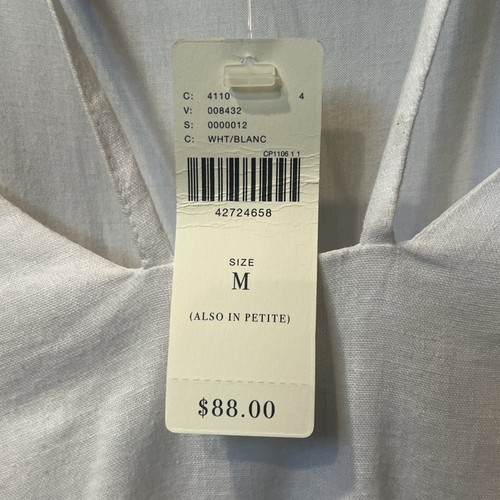 C: 4110 4
V: 008432
S: 0000012
C: WHT/BLANC
CP1106 1 1
42724658
SIZE
M
(ALSO IN PETITE)
$88.00